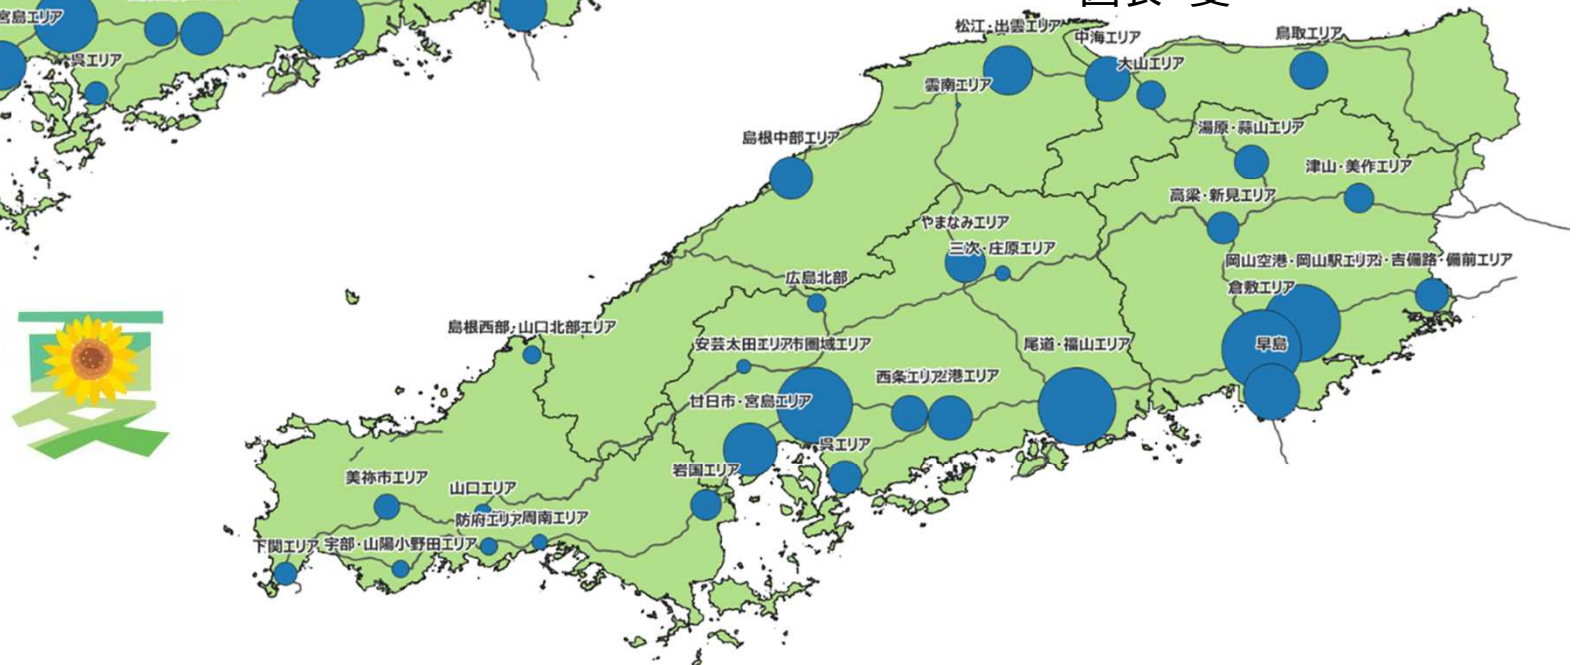 宮島エリア
呉エリア
松江・出雲エリア
中海エリア
鳥取エリア
大山エリア
雲南エリア
湯原・蒜山エリア
島根中部エリア
津山・美作エリア
高梁・新見エリア
やまなみエリア
三次・庄原エリア
岡山空港・岡山駅エリア
・吉備路・備前エリア
広島北部
倉敷エリア
島根西部・山口北部エリア
安芸太田エリア
市圏域エリア
尾道・福山エリア
早島
西条エリア
港エリア
廿日市・宮島エリア
呉エリア
岩国エリア
美祢市エリア
山口エリア
防府エリア
周南エリア
下関エリア
宇部・山陽小野田エリア